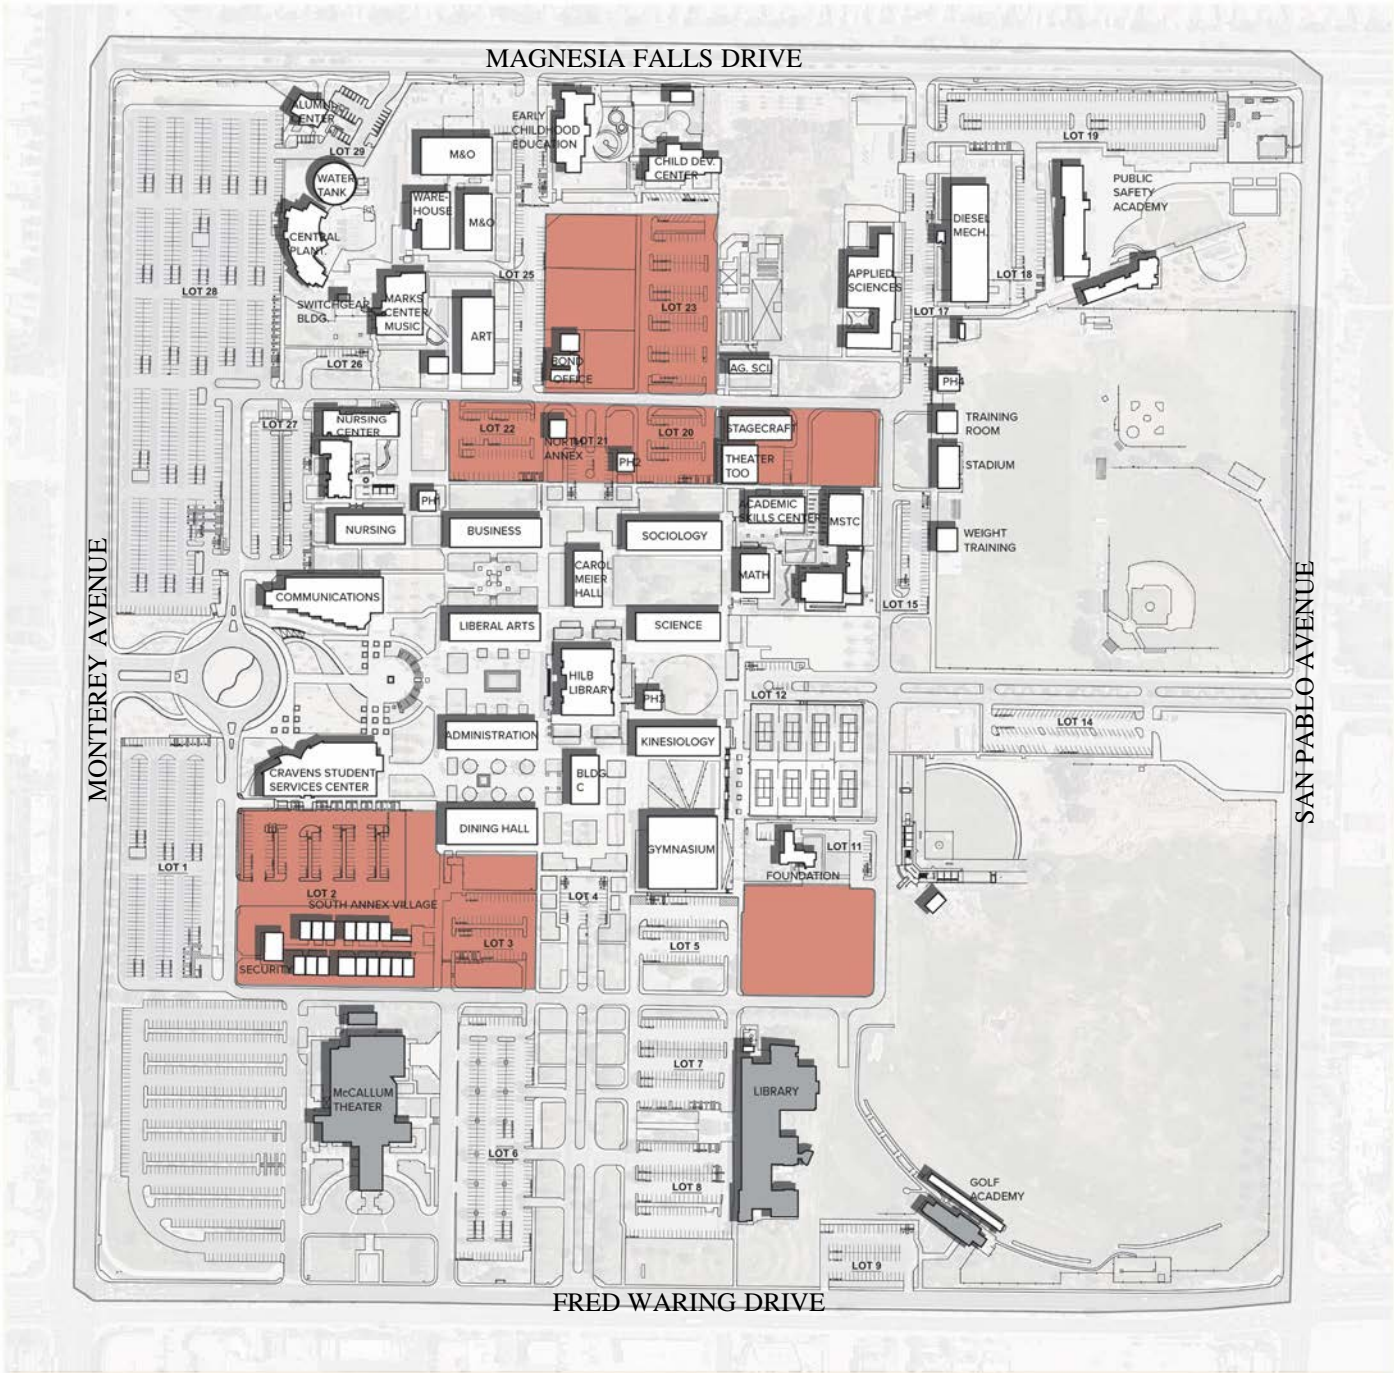 MAGNESIA FALLS DRIVE
ALUMNI
CENTER
LOT 29
EARLY
CHILDHOOD
EDUCATION
M&O
CHILD DEV.
CENTER
LOT 19
WATER
TANK
WARE-
HOUSE
M&O
PUBLIC
SAFETY
ACADEMY
DIESEL
MECH.
CENTRAL
PLANT.
LOT 28
LOT 25
APPLIED
SCIENCES
LOT 18
SWITCHGEAR
BLDG.
MARKS
CENTER/
MUSIC
LOT 23
LOT 17
ART
LOT 26
BOND
OFFICE
AG. SCI.
PH4
LOT 27
NURSING
CENTER
LOT 22
NORTH
ANNEX
LOT 21
LOT 20
PH2
STAGECRAFT
THEATER
TOO
TRAINING
ROOM
STADIUM
PH1
NURSING
BUSINESS
SOCIOLOGY
ACADEMIC
SKILLS CENTER
MSTC
WEIGHT
TRAINING
CAROL
MEIER
HALL
MATH
MONTEREY AVENUE
COMMUNICATIONS
LOT 15
SAN PABLO AVENUE
LIBERAL ARTS
SCIENCE
HILB
LIBRARY
PH3
LOT 12
LOT 14
ADMINISTRATION
KINESIOLOGY
CRAVENS STUDENT
SERVICES CENTER
BLDG
C
DINING HALL
GYMNASIUM
LOT 11
FOUNDATION
LOT 1
LOT 2
SOUTH ANNEX VILLAGE
LOT 4
LOT 3
LOT 5
SECURITY
LOT 7
McCALLUM
THEATER
LIBRARY
LOT 6
LOT 8
GOLF
ACADEMY
LOT 9
FRED WARING DRIVE